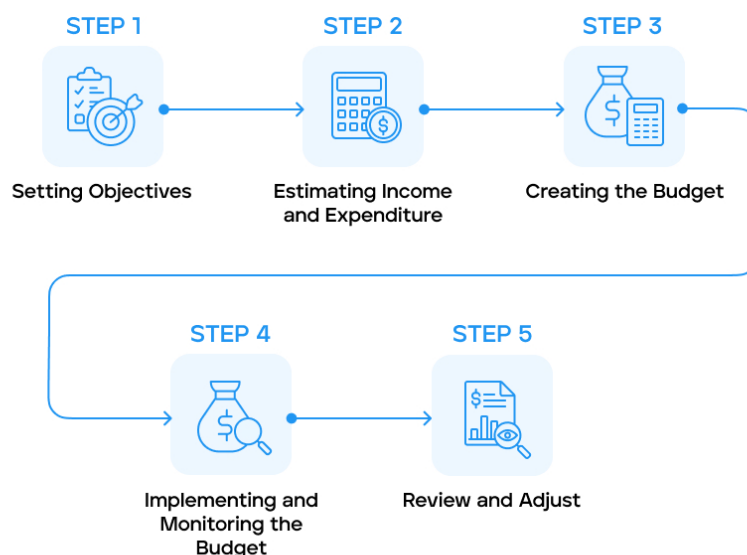 STEP 1
STEP 2
STEP 3
Setting Objectives
Estimating Income
and Expenditure
Creating the Budget
STEP 4
STEP 5
Implementing and
Monitoring the
Budget
Review and Adjust